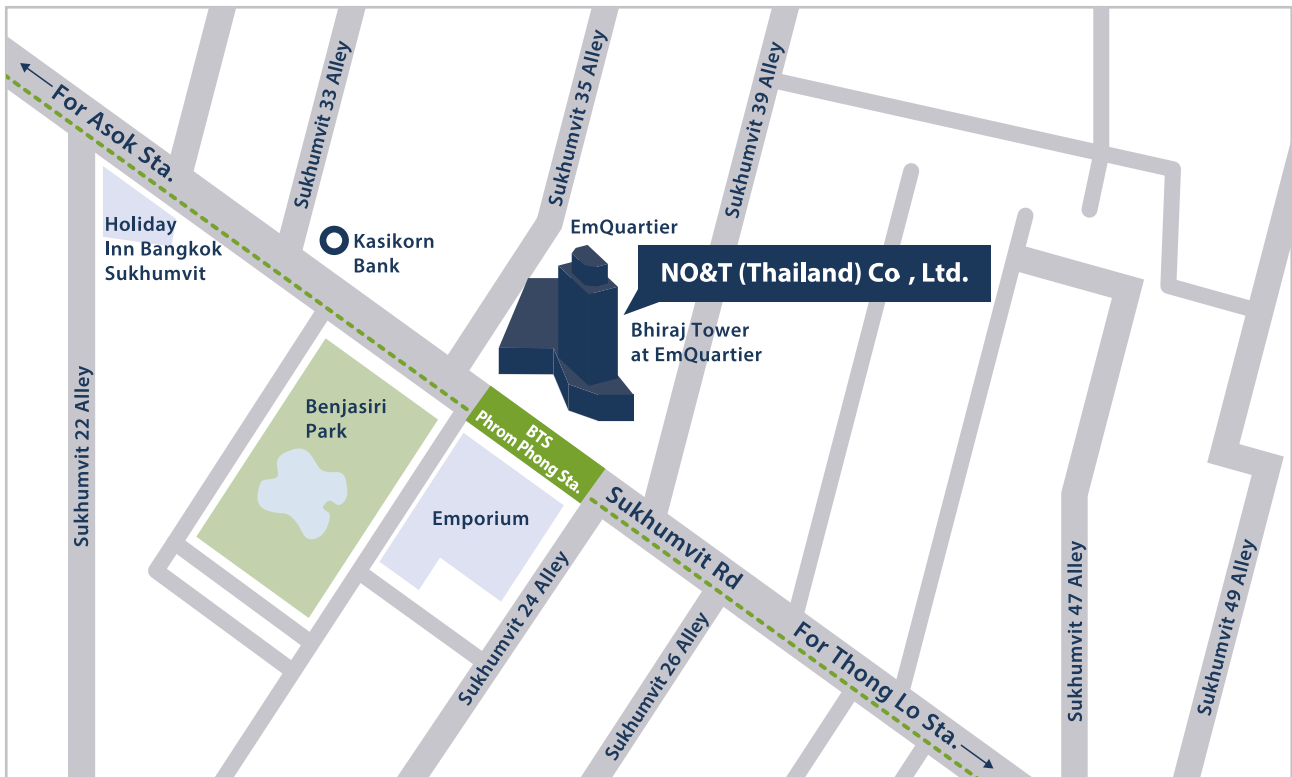 For Asok Sta.
Sukhumvit 33 Alley
Sukhumvit 35 Alley
Sukhumvit 39 Alley
Holiday
Inn Bangkok
Sukhumvit
Kasikorn
Bank
EmQuartier
NO&T (Thailand) Co , Ltd.
Bhiraj Tower
at EmQuartier
Sukhumvit 22 Alley
Benjasiri
Park
BTS
Phrom Phong Sta.
Emporium
Sukhumvit Rd
Sukhumvit 24 Alley
Sukhumvit 26 Alley
For Thong Lo Sta.
Sukhumvit 47 Alley
Sukhumvit 49 Alley